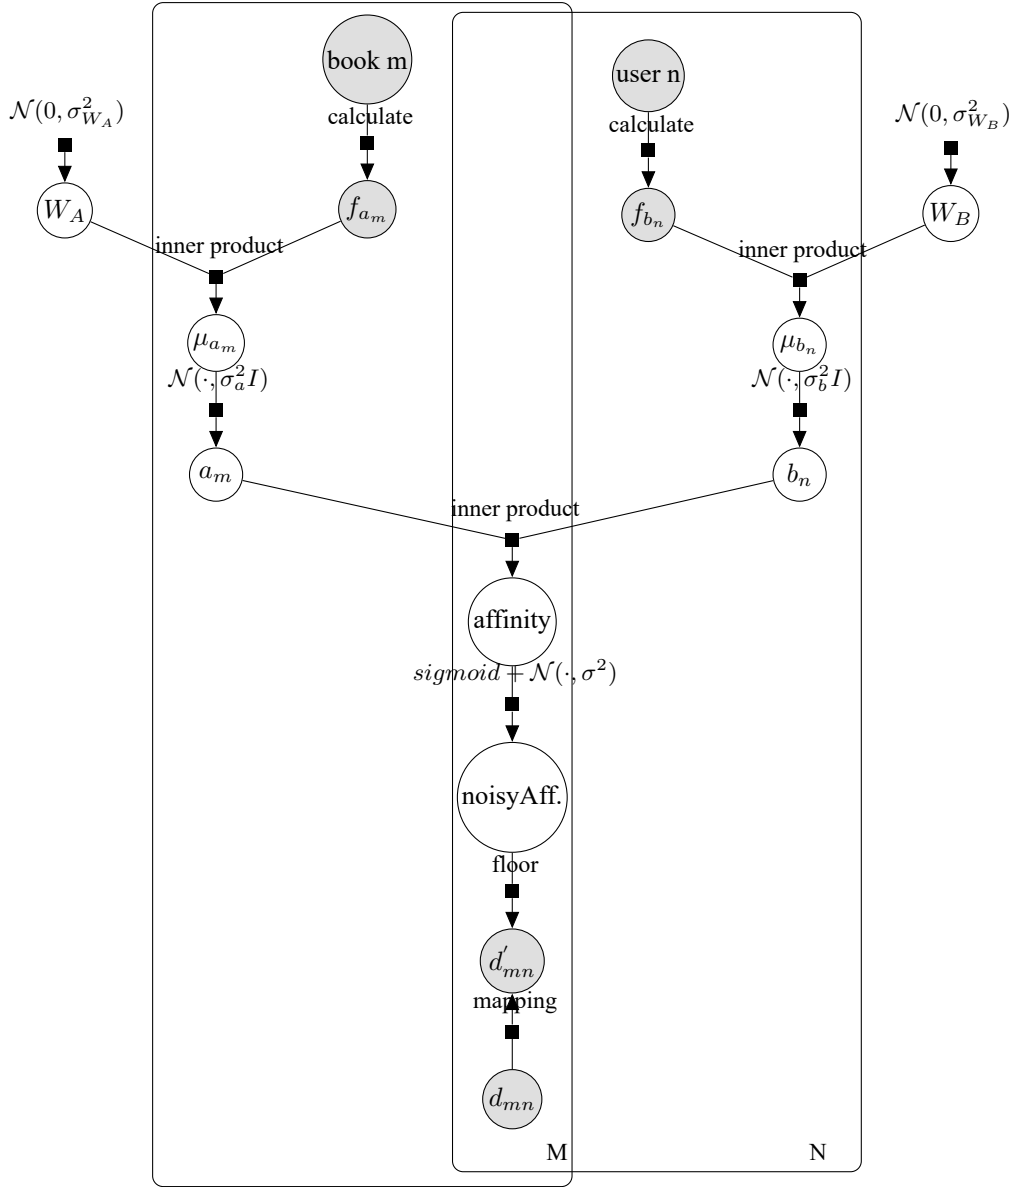 book m
user n
calculate
calculate
𝒩(0, σ²_{W_A})
𝒩(0, σ²_{W_B})
W_A
f_{a_m}
f_{b_n}
W_B
inner product
inner product
μ_{a_m}
μ_{b_n}
𝒩(·, σ²_a I)
𝒩(·, σ²_b I)
a_m
b_n
inner product
affinity
sigmoid + 𝒩(·, σ²)
noisyAff.
floor
d'_{mn}
mapping
d_{mn}
M
N